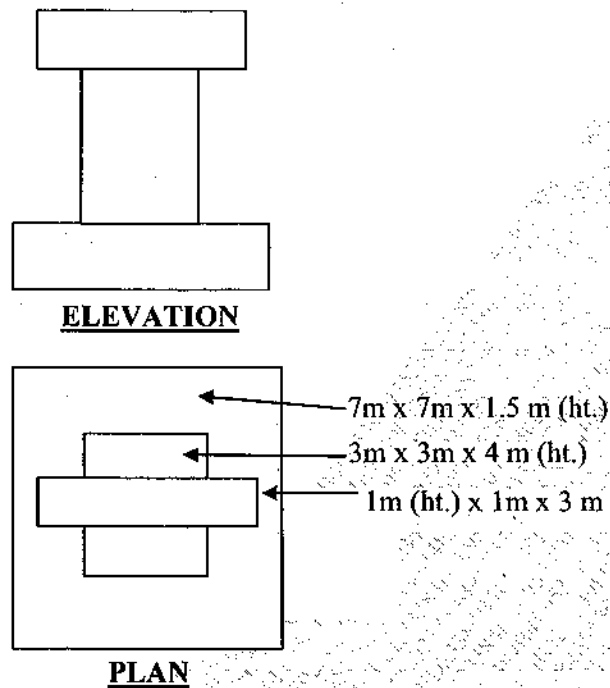 ELEVATION
7m x 7m x 1.5 m (ht.)
3m x 3m x 4 m (ht.)
1m (ht.) x 1m x 3 m
PLAN